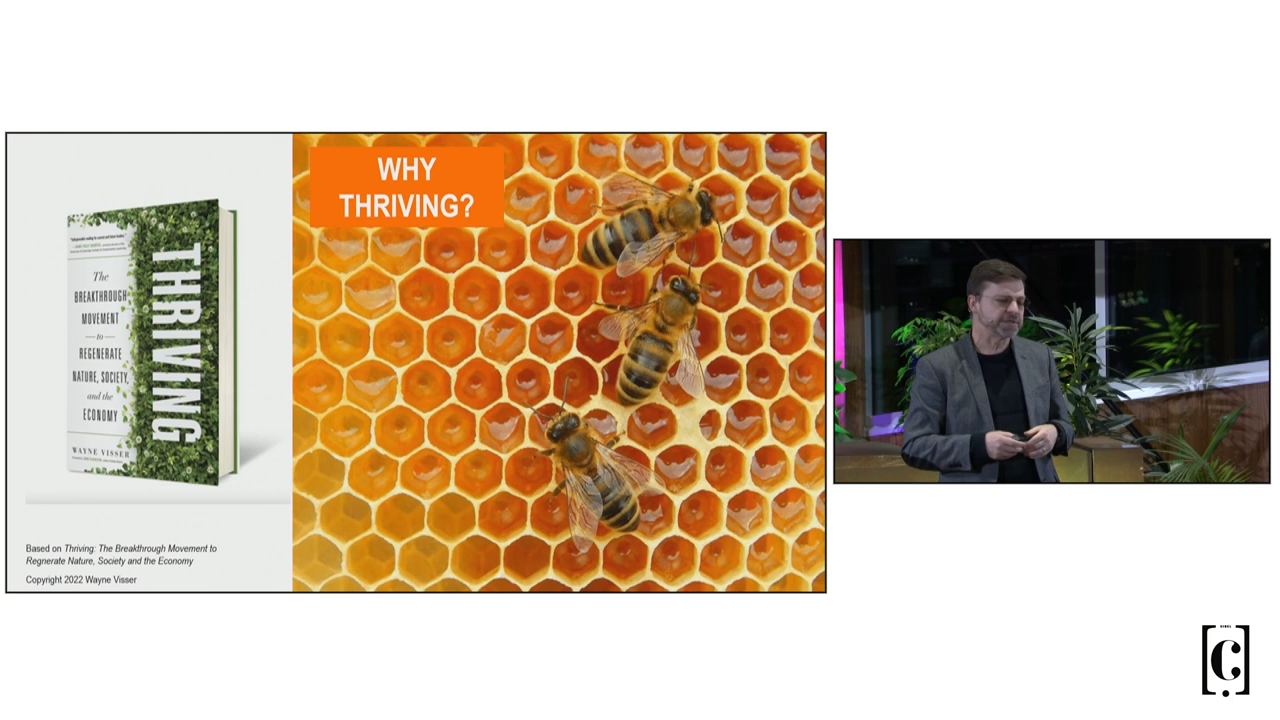 WHY
THRIVING?
THRIVING
The
BREAKTHROUGH
MOVEMENT
to
REGENERATE
NATURE, SOCIETY,
and the
ECONOMY
WAYNE VISSER
Based on Thriving: The Breakthrough Movement to
Regnerate Nature, Society and the Economy
Copyright 2022 Wayne Visser
Ç